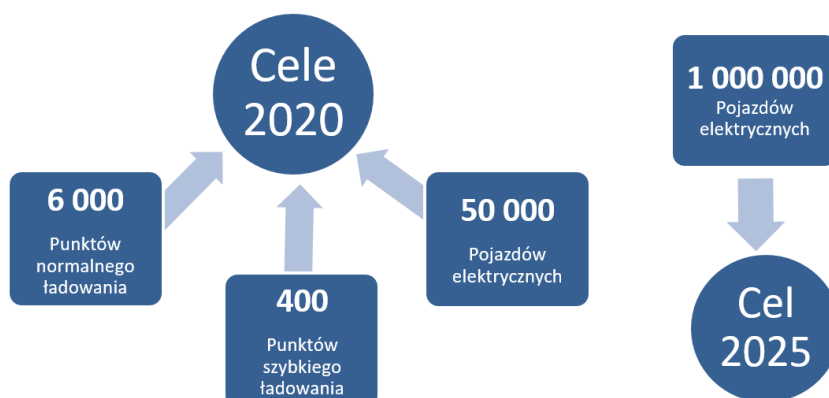 Cele
2020
6 000
Punktów
normalnego
ładowania
400
Punktów
szybkiego
ładowania
50 000
Pojazdów
elektrycznych
1 000 000
Pojazdów
elektrycznych
Cel
2025